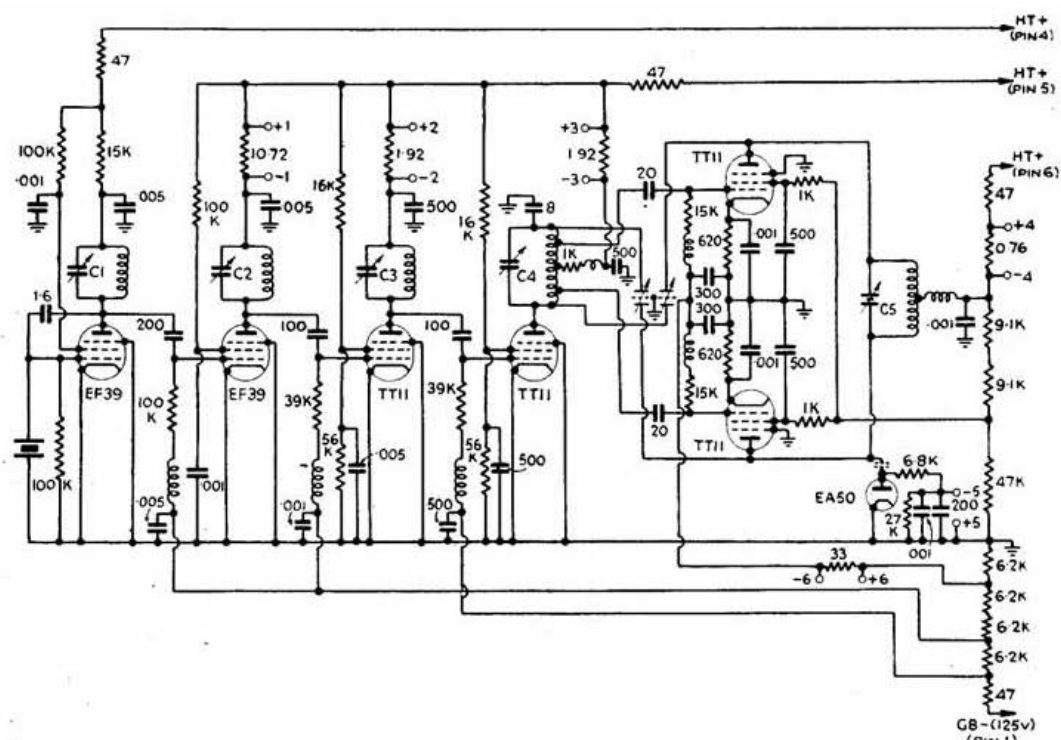 HT+
(PIN 4)
47
HT+
(PIN 5)
47
100K
15K
.001
.005
C1
1·6
200
EF39
100K
+1
10·72
-1
100
K
005
C2
100
EF39
100
K
.005
.001
+2
1·92
-2
16K
500
C3
100
TT11
39K
56
K
.005
.001
+3
1·92
-3
16
K
8
C4
1K
500
TT11
39K
56
K
500
500
20
TT11
15K
620
.001
500
1K
300
300
620
.001
500
15K
1K
20
TT11
HT+
(PIN 6)
47
+4
0·76
-4
C5
.001
9·1K
9·1K
6·8K
EA50
-5
200
+5
27
K
.001
47K
33
-6
+6
6·2K
6·2K
6·2K
6·2K
47
GB-(125V)